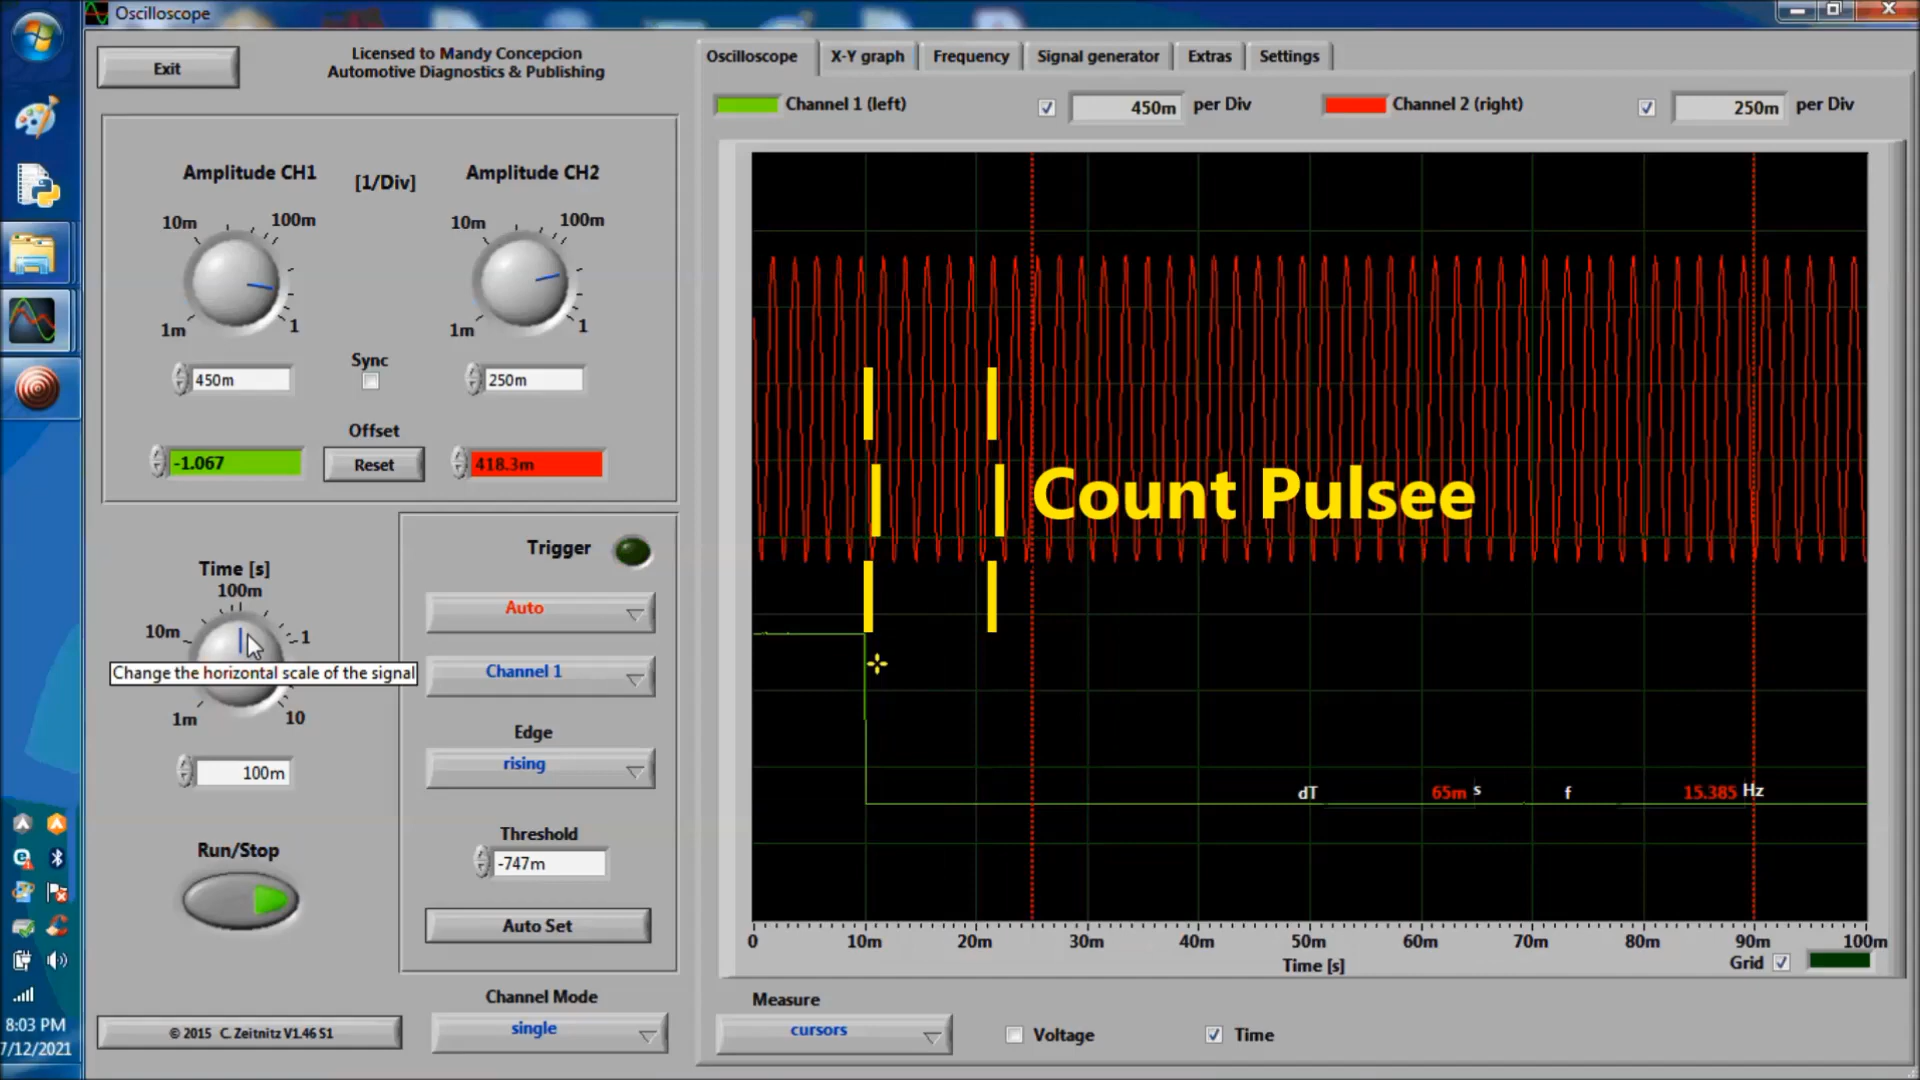 Oscilloscope
Exit
Licensed to Mandy Concepcion
Automotive Diagnostics & Publishing
Oscilloscope
X-Y graph
Frequency
Signal generator
Extras
Settings
Channel 1 (left)
450m
per Div
Channel 2 (right)
250m
per Div
Amplitude CH1
[1/Div]
Amplitude CH2
10m
100m
1m
1
10m
100m
1m
1
Sync
450m
250m
Offset
-1.067
Reset
418.3m
Count Pulsee
Time [s]
100m
10m
1
Change the horizontal scale of the signal
1m
10
100m
Trigger
Auto
Channel 1
Edge
rising
Threshold
-747m
Auto Set
Run/Stop
dT
65m s
f
15.385 Hz
0 10m 20m 30m 40m 50m 60m 70m 80m 90m 100m
Time [s]
Grid
Channel Mode
single
© 2015 C. Zeitnitz V1.46 S1
Measure
cursors
Voltage
Time
8:03 PM
7/12/2021